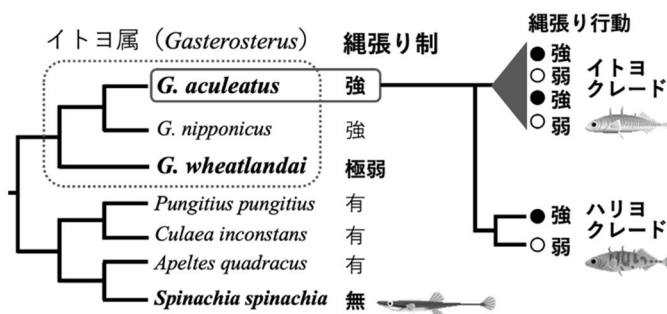 イトヨ属 (Gasterosterus)
縄張り制
縄張り行動
G. aculeatus 強
G. nipponicus 強
G. wheatlandai 極弱
Pungitius pungitius 有
Culaea inconstans 有
Apeltes quadracus 有
Spinachia spinachia 無
強
弱
強
弱
イトヨ
クレード
強
弱
ハリヨ
クレード